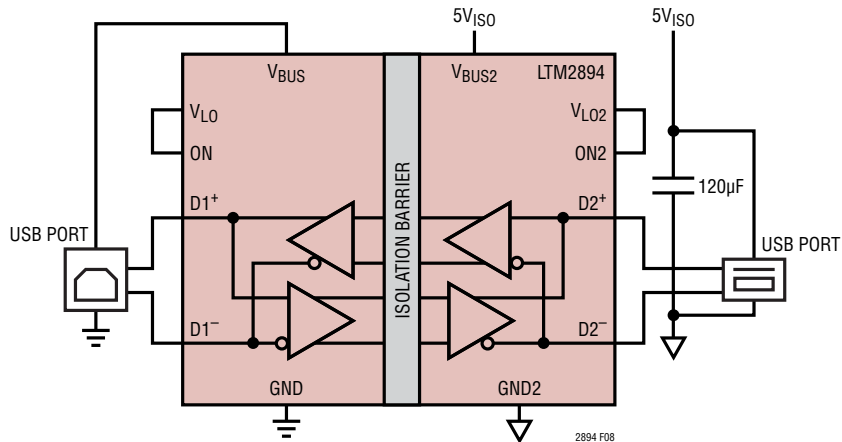 5VISO
5VISO
VBUS
VBUS2
LTM2894
VLO
VLO2
ON
ON2
120µF
D1+
D2+
ISOLATION BARRIER
USB PORT
USB PORT
D1−
D2−
GND
GND2
2894 F08